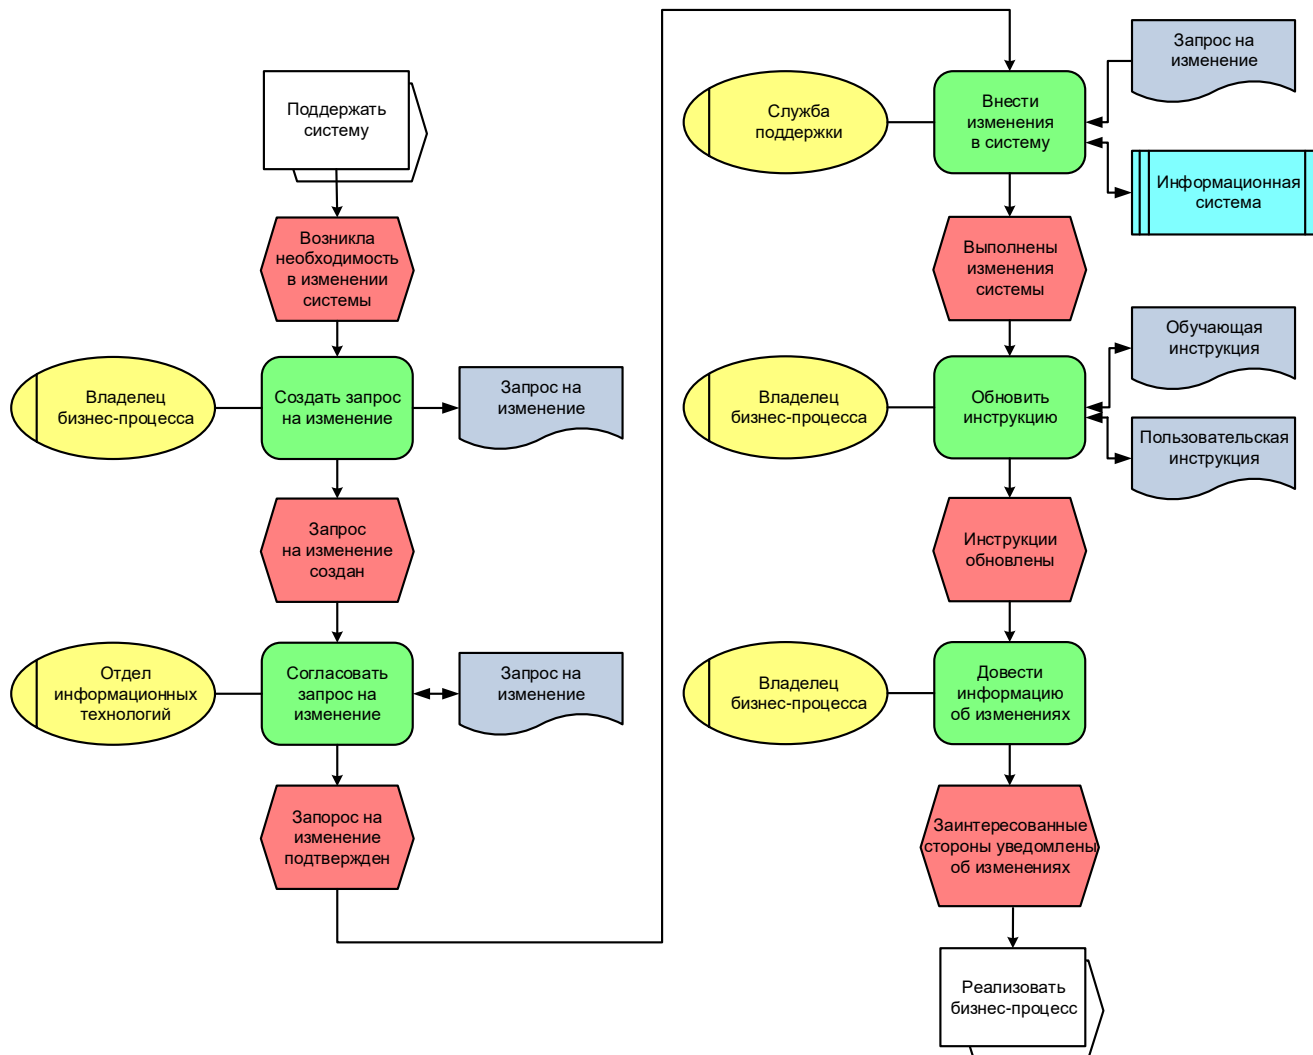 Поддержать
систему
Возникла
необходимость
в изменении
системы
Владелец
бизнес-процесса
Создать запрос
на изменение
Запрос на
изменение
Запрос
на изменение
создан
Отдел
информационных
технологий
Согласовать
запрос на
изменение
Запрос на
изменение
Запорос на
изменение
подтвержден
Служба
поддержки
Внести
изменения
в систему
Запрос на
изменение
Информационная
система
Выполнены
изменения
системы
Владелец
бизнес-процесса
Обновить
инструкцию
Обучающая
инструкция
Пользовательская
инструкция
Инструкции
обновлены
Владелец
бизнес-процесса
Довести
информацию
об изменениях
Заинтересованные
стороны уведомлены
об изменениях
Реализовать
бизнес-процесс